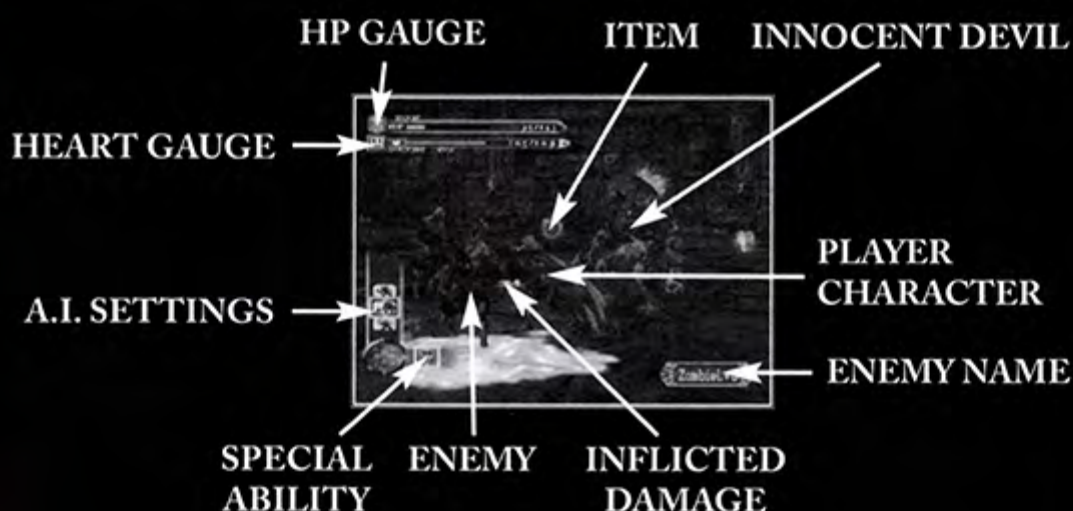 HP GAUGE
ITEM
INNOCENT DEVIL
HEART GAUGE
PLAYER
CHARACTER
A.I. SETTINGS
ENEMY NAME
SPECIAL
ABILITY
ENEMY
INFLICTED
DAMAGE